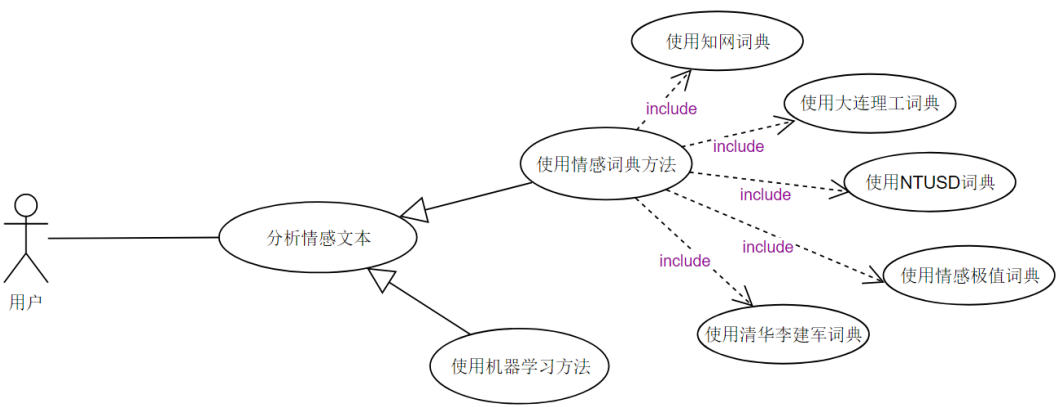 使用知网词典
使用大连理工词典
include
include
使用情感词典方法
使用NTUSD词典
include
分析情感文本
include
include
使用情感极值词典
用户
使用清华李建军词典
使用机器学习方法